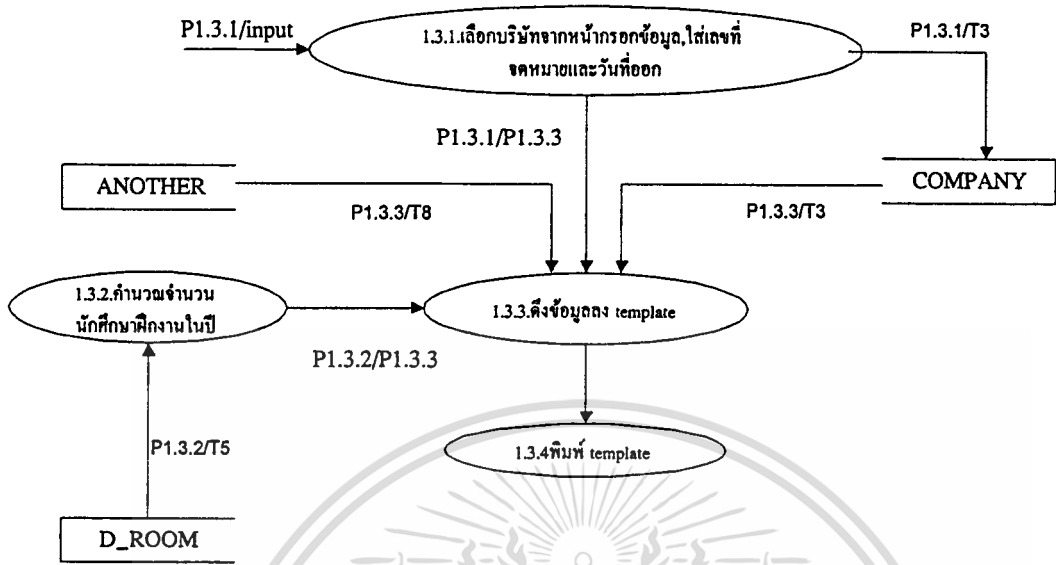 P1.3.1/input
1.3.1.เลือกบริษัทจากหน้ากรอกข้อมูล,ใส่เลขที่
จดหมายและวันที่ออก
P1.3.1/T3
P1.3.1/P1.3.3
ANOTHER
COMPANY
P1.3.3/T8
P1.3.3/T3
1.3.2.คำนวณจำนวน
นักศึกษาฝึกงานในปี
1.3.3.ดึงข้อมูลลง template
P1.3.2/P1.3.3
P1.3.2/T5
1.3.4พิมพ์ template
D_ROOM